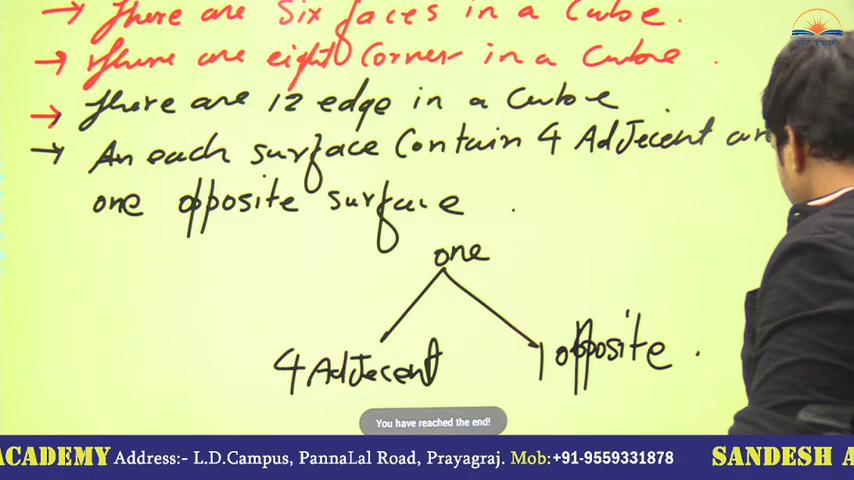 → There are Six faces in a Cube.
→ There are eight Corner in a Cube.
→ There are 12 edge in a Cube
→ An each surface Contain 4 Adjecent an
one opposite surface.
one
4 Adjecent
1 opposite.
You have reached the end!
ACADEMY Address:- L.D.Campus, PannaLal Road, Prayagraj. Mob:+91-9559331878 SANDESH A